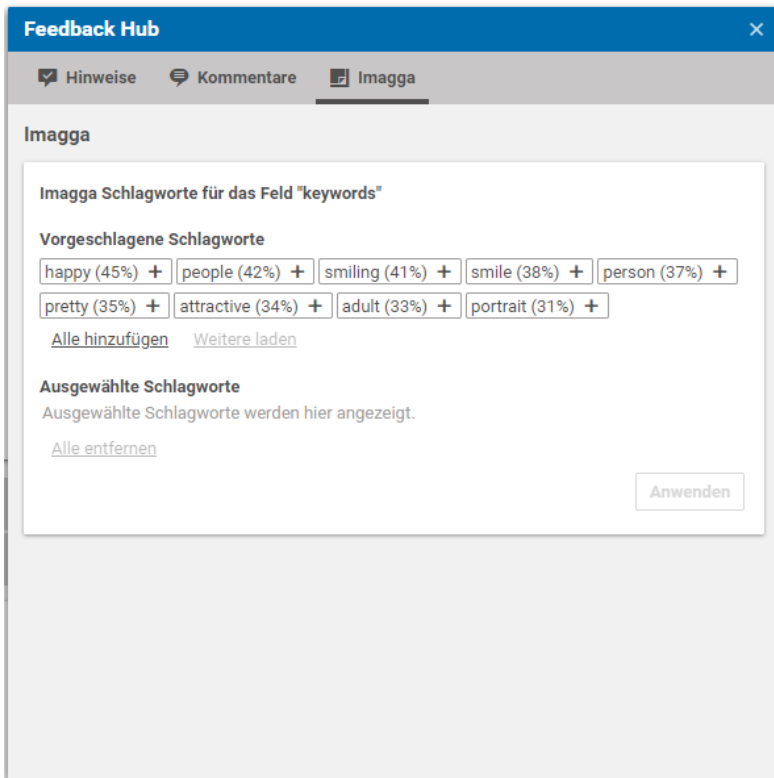 Feedback Hub
Hinweise Kommentare Imagga
Imagga
Imagga Schlagworte für das Feld "keywords"
Vorgeschlagene Schlagworte
happy (45%) + people (42%) + smiling (41%) + smile (38%) + person (37%) +
pretty (35%) + attractive (34%) + adult (33%) + portrait (31%) +
Alle hinzufügen Weitere laden
Ausgewählte Schlagworte
Ausgewählte Schlagworte werden hier angezeigt.
Alle entfernen
Anwenden